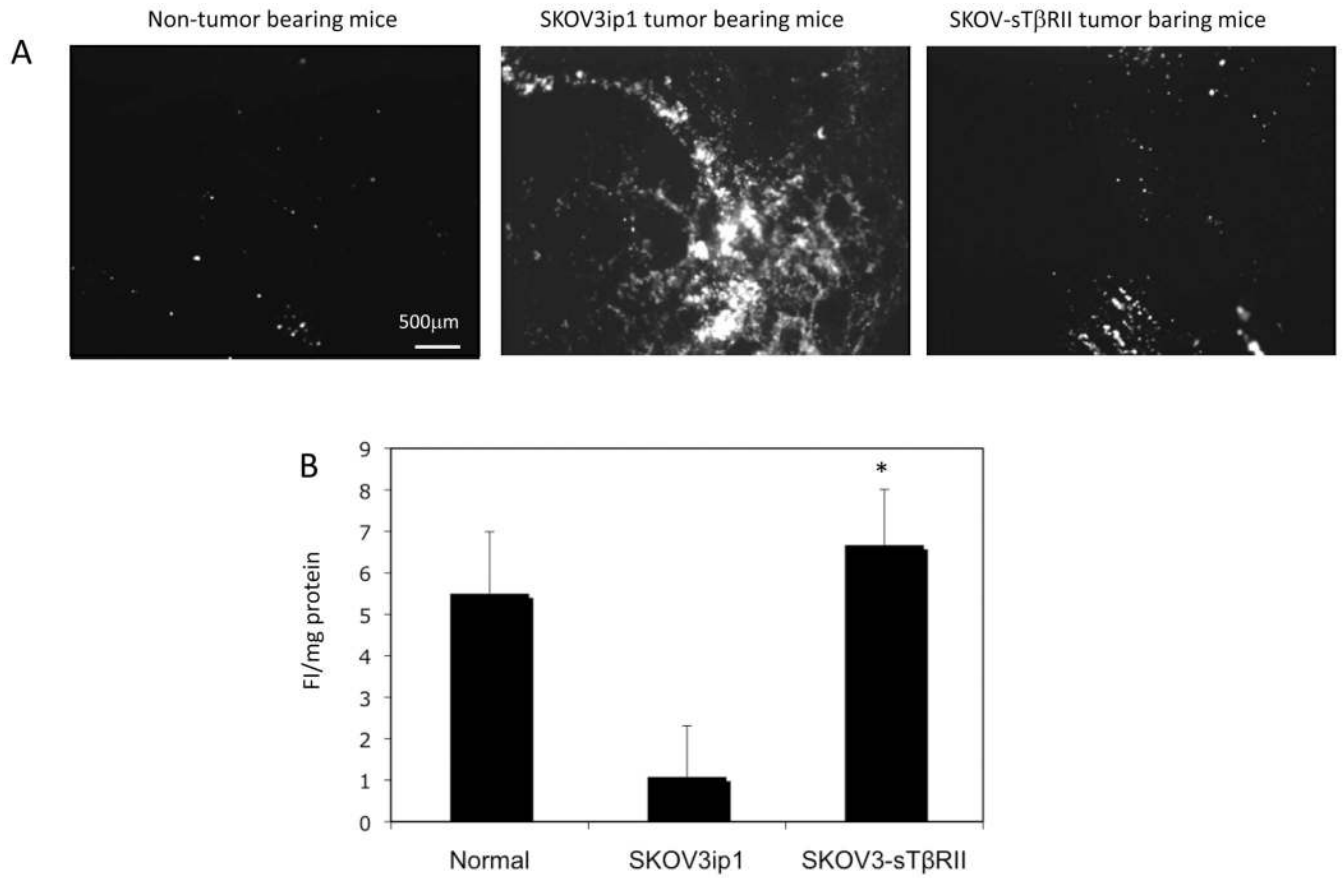 Non-tumor bearing mice
SKOV3ip1 tumor bearing mice
SKOV-sTβRII tumor baring mice
A
500μm
B
9
8
7
6
5
4
3
2
1
0
FI/mg protein
*
Normal
SKOV3ip1
SKOV3-sTβRII